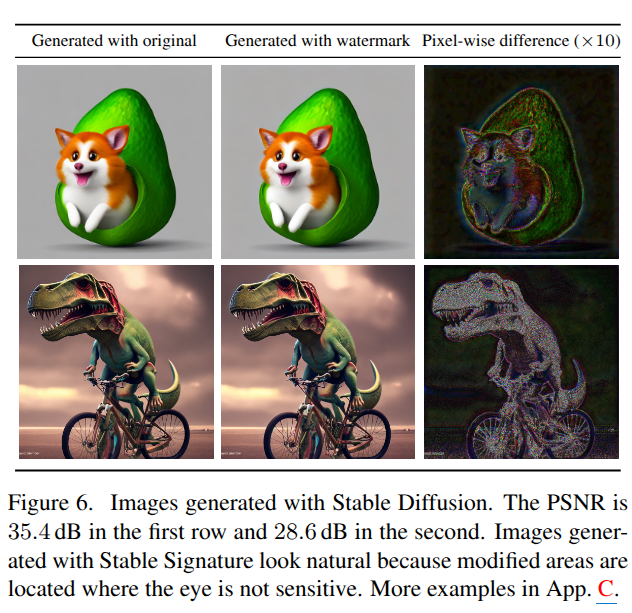 Generated with original Generated with watermark Pixel-wise difference (×10)
Figure 6. Images generated with Stable Diffusion. The PSNR is
35.4 dB in the first row and 28.6 dB in the second. Images gener-
ated with Stable Signature look natural because modified areas are
located where the eye is not sensitive. More examples in App. C.